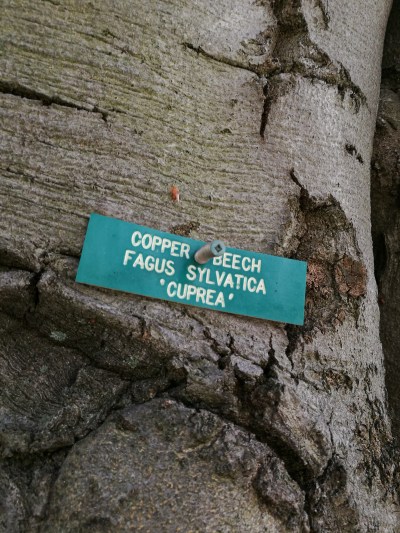 COPPER BEECH
FAGUS SYLVATICA
'CUPREA'